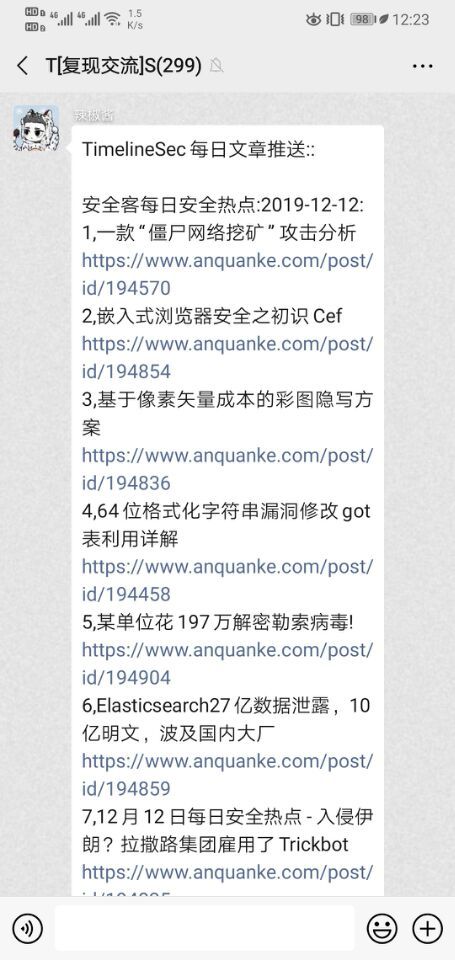 1.5
K/s
98
12:23
T[复现交流]S(299)
辣椒酱
TimelineSec 每日文章推送::
安全客每日安全热点:2019-12-12:
1,一款 “ 僵尸网络挖矿 ” 攻击分析
https://www.anquanke.com/post/
id/194570
2,嵌入式浏览器安全之初识 Cef
https://www.anquanke.com/post/
id/194854
3,基于像素矢量成本的彩图隐写方
案
https://www.anquanke.com/post/
id/194836
4,64 位格式化字符串漏洞修改 got
表利用详解
https://www.anquanke.com/post/
id/194458
5,某单位花 197 万解密勒索病毒!
https://www.anquanke.com/post/
id/194904
6,Elasticsearch27 亿数据泄露，10
亿明文，波及国内大厂
https://www.anquanke.com/post/
id/194859
7,12 月 12 日每日安全热点 - 入侵伊
朗？拉撒路集团雇用了 Trickbot
https://www.anquanke.com/post/